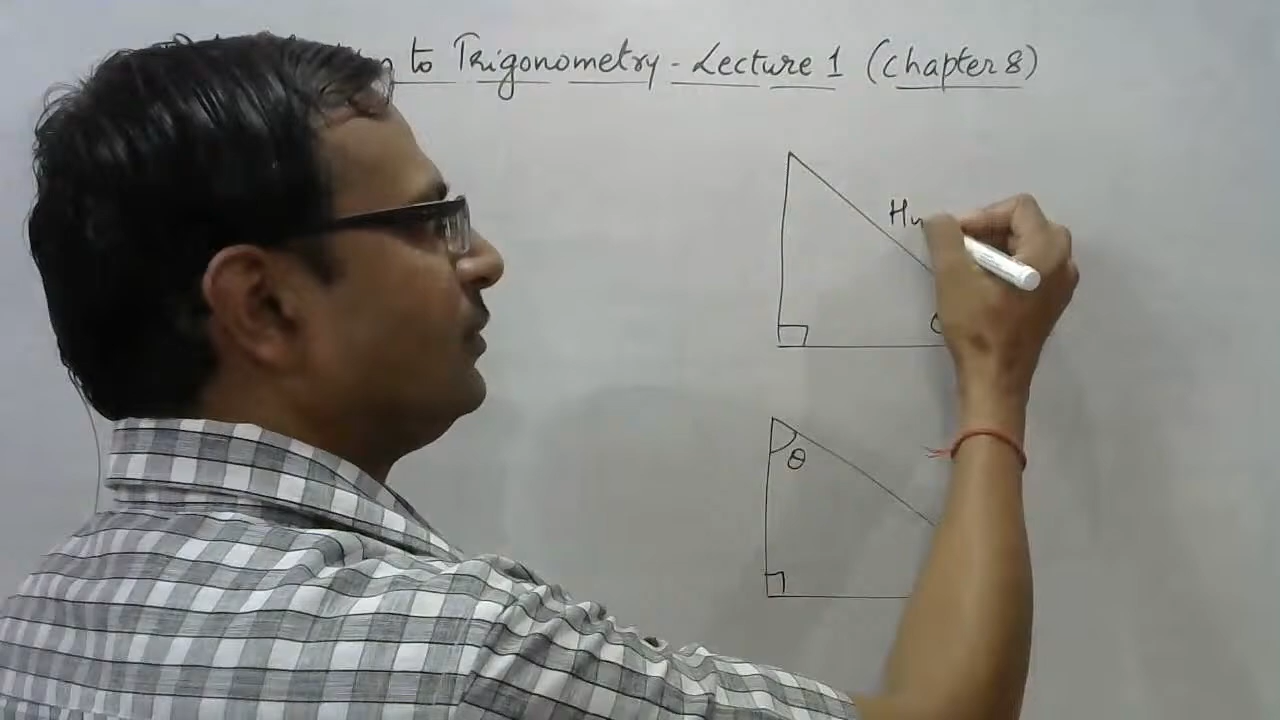 to Trigonometry - Lecture 1 (Chapter 8)
θ